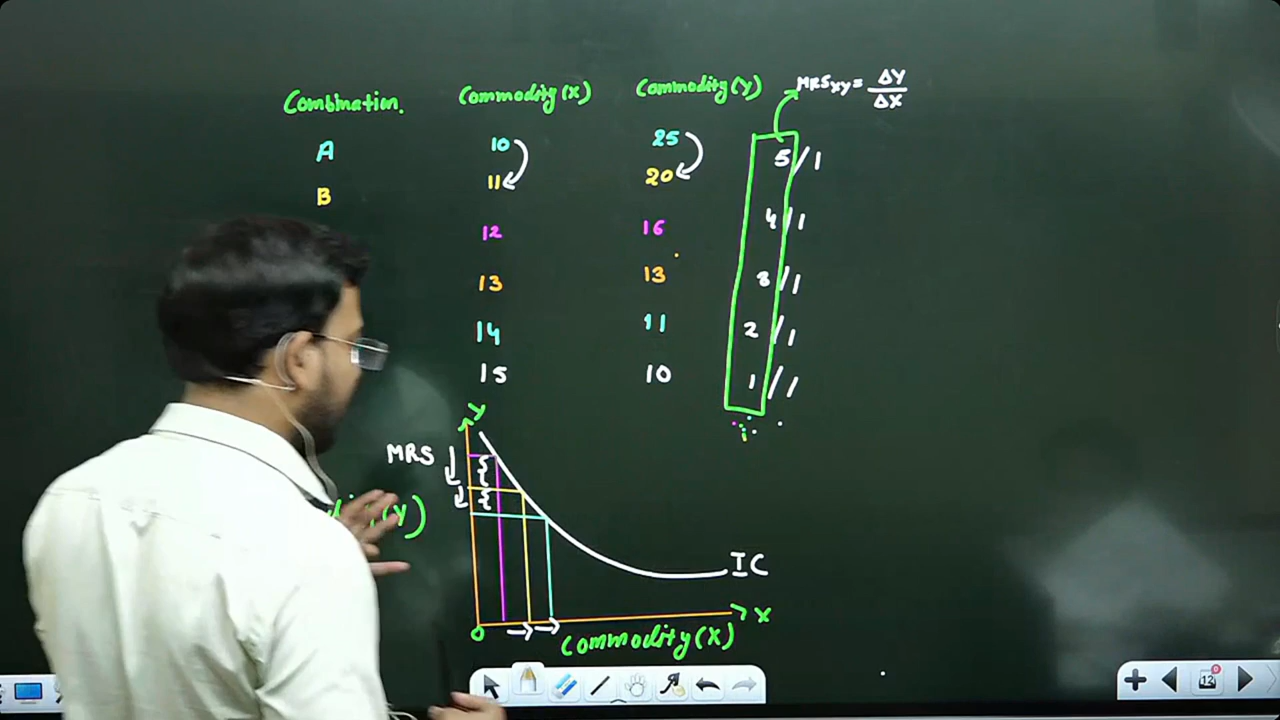 Combination. Commodity(X) Commodity(Y) MRSxy = ΔY/ΔX
A 10 25 5/1
B 11 20
12 16 4/1
13 13 3/1
14 11 2/1
15 10 1/1
Y
MRS
(Y)
IC
X
0
Commodity(X)
12